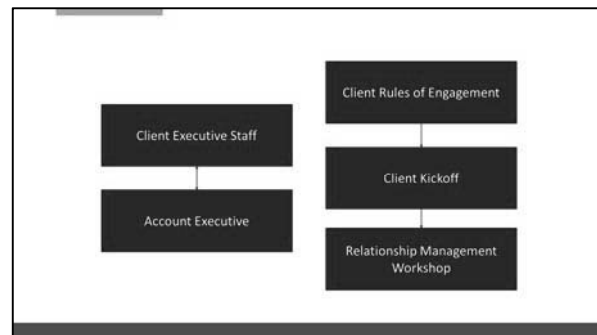 Client Executive Staff
Account Executive
Client Rules of Engagement
Client Kickoff
Relationship Management
Workshop